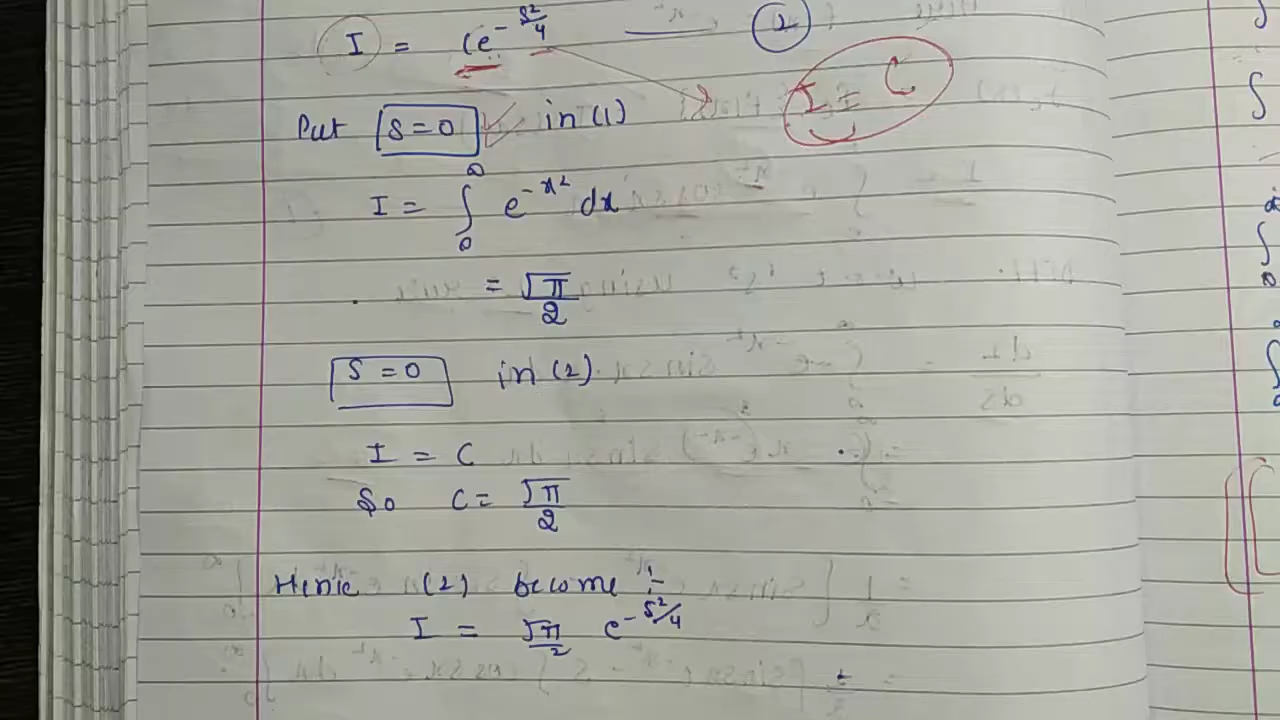 I = Ce^{-s²/4} ——— (2)
I = C
Put s=0 in (1)
I = ∫_0^∞ e^{-x²} dx
= √π/2
s=0 in (2)
I = C
So C = √π/2
Hence (2) become :-
I = √π/2 e^{-s²/4}